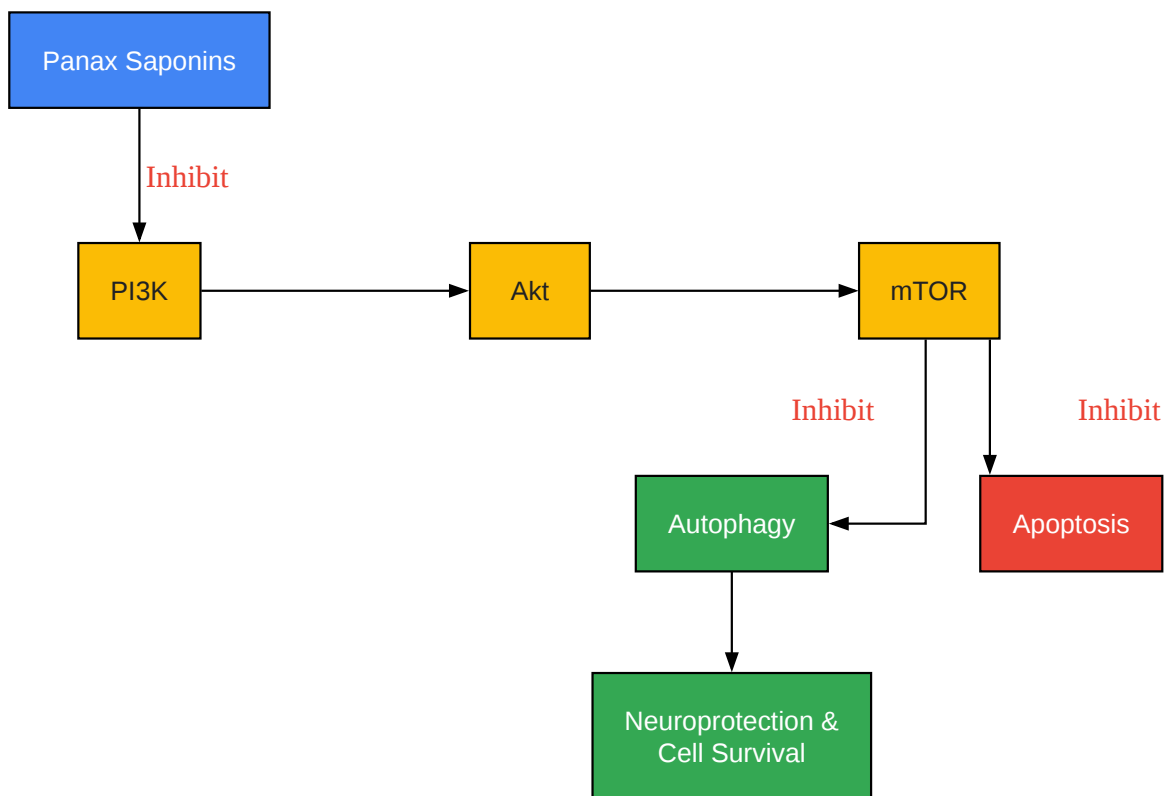 Panax Saponins
Inhibit
PI3K
Akt
mTOR
Inhibit
Inhibit
Autophagy
Apoptosis
Neuroprotection &
Cell Survival